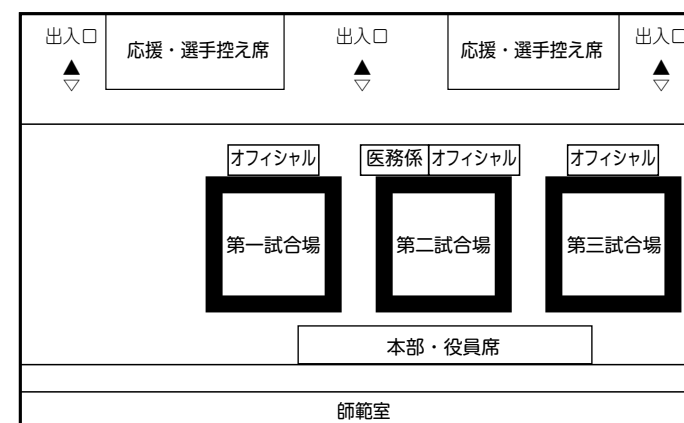 出入口
応援・選手控え席
出入口
応援・選手控え席
出入口
オフィシャル
医務係
オフィシャル
オフィシャル
第一試合場
第二試合場
第三試合場
本部・役員席
師範室